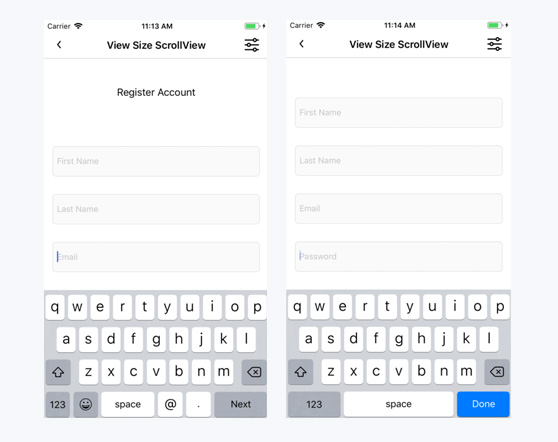 Carrier 11:13 AM
View Size ScrollView
Register Account
First Name
Last Name
Email
q w e r t y u i o p
a s d f g h j k l
z x c v b n m
123 space @ . Next
Carrier 11:14 AM
View Size ScrollView
First Name
Last Name
Email
Password
q w e r t y u i o p
a s d f g h j k l
z x c v b n m
123 space Done